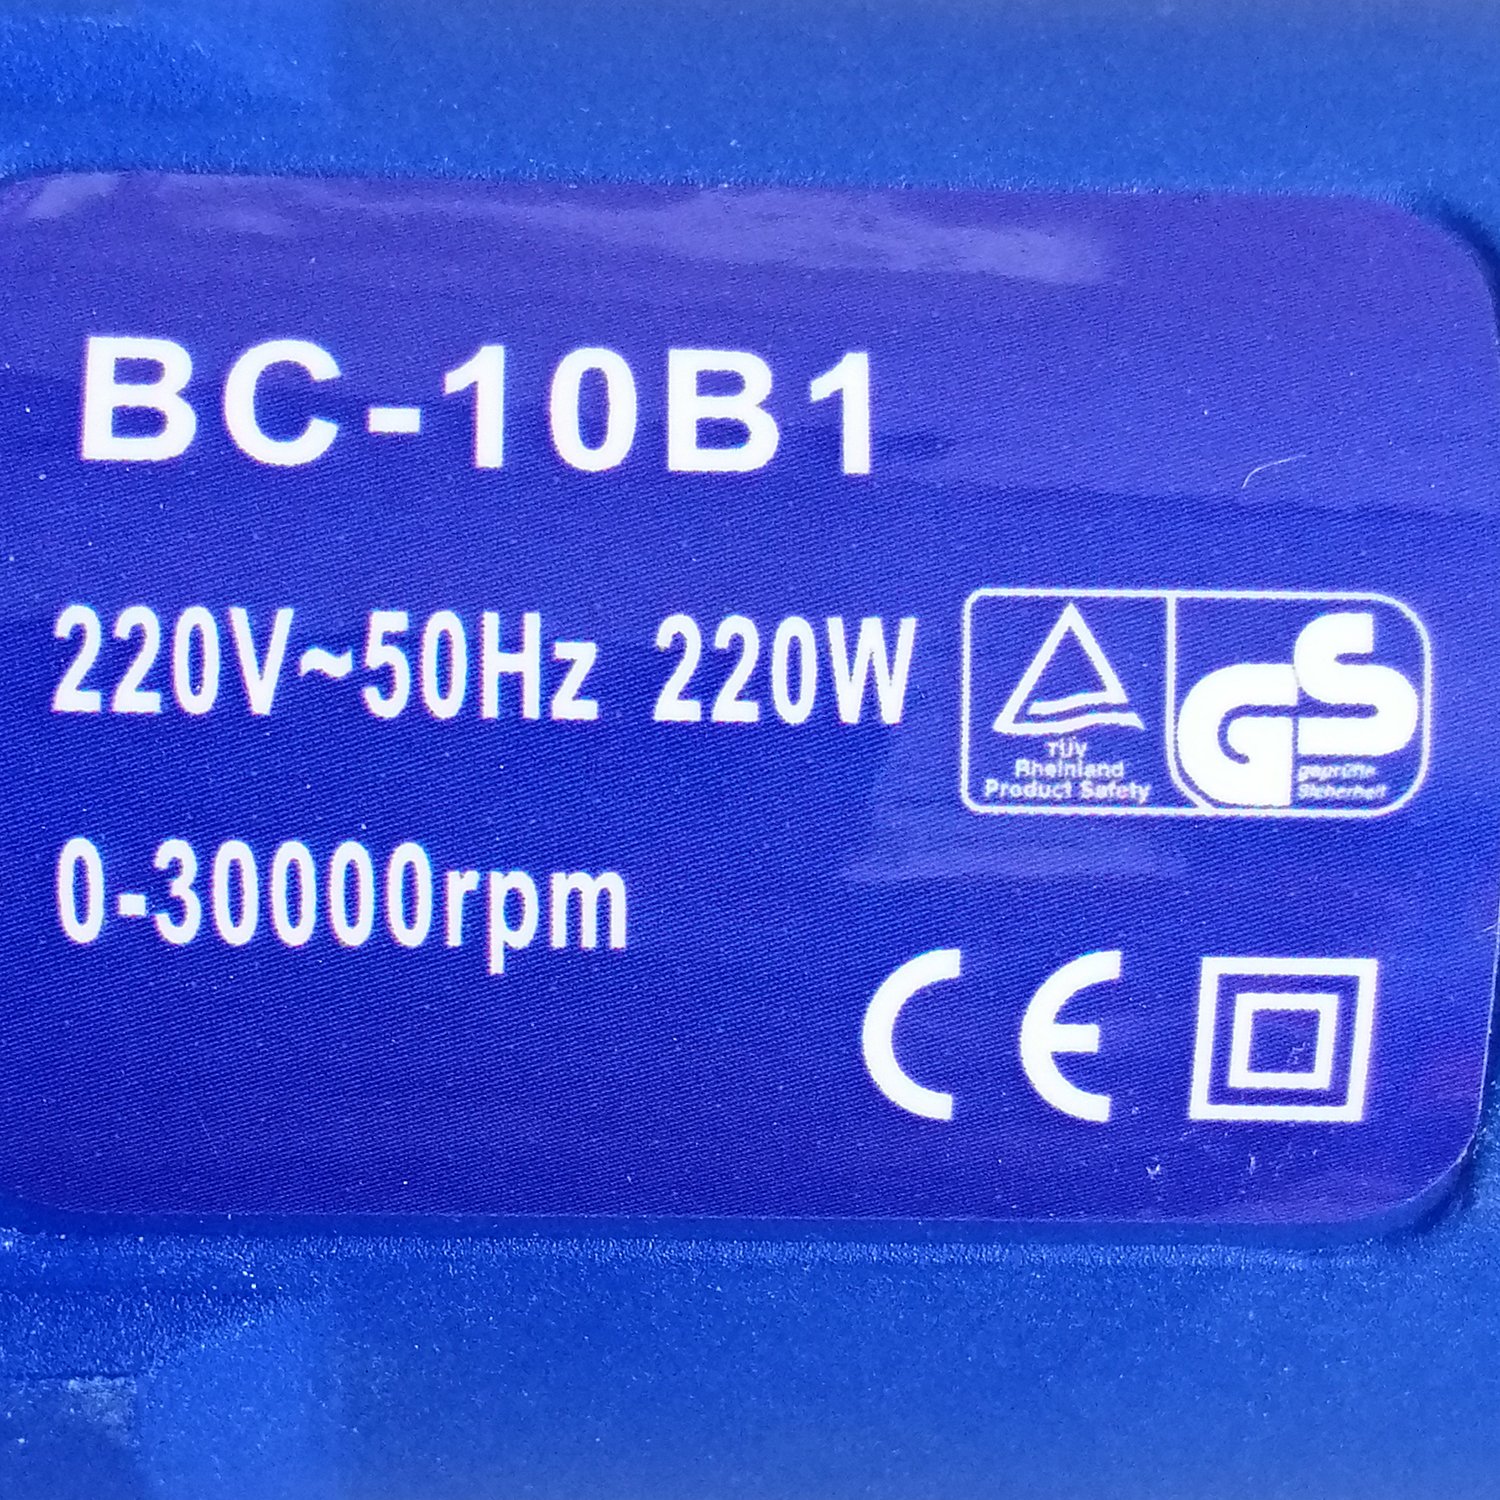 BC-10B1
220V~50Hz 220W
TÜV
Rheinland
Product Safety
GS
geprüfte
Sicherheit
0-30000rpm
CE